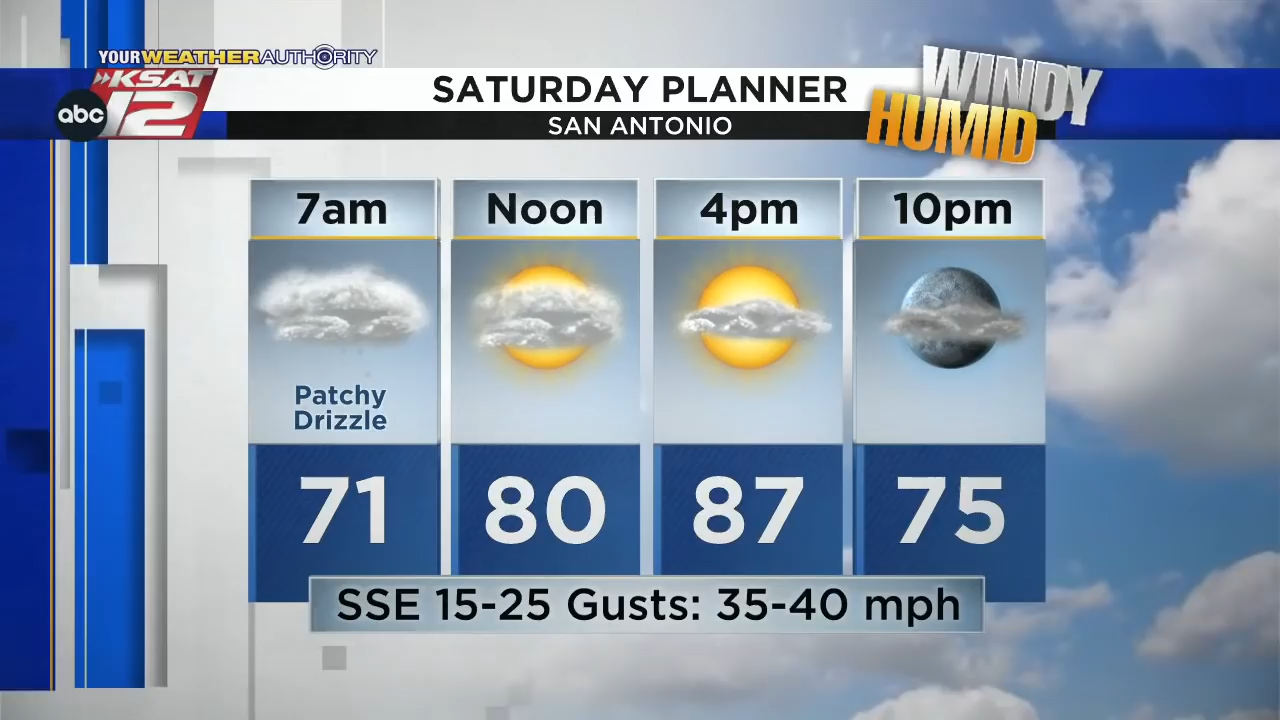 YOUR WEATHER AUTHORITY
KSAT
abc 12
SATURDAY PLANNER
SAN ANTONIO
WINDY
HUMID
7am Noon 4pm 10pm
Patchy
Drizzle
71 80 87 75
SSE 15-25 Gusts: 35-40 mph